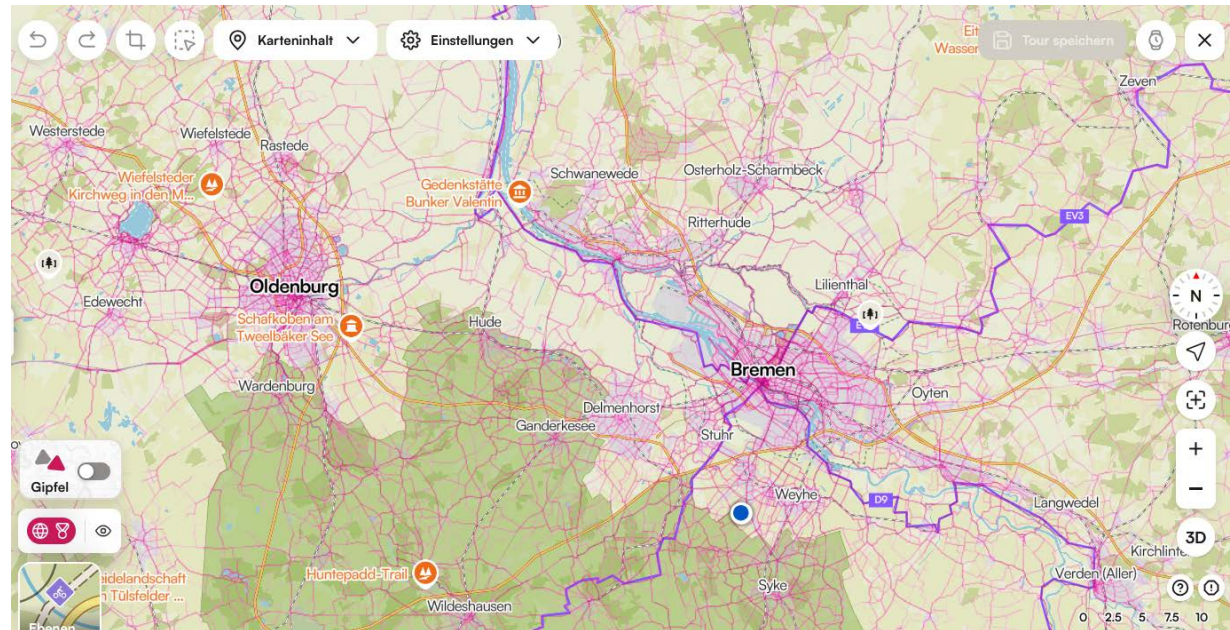 Karteninhalt
Einstellungen
Tour speichern
Zeven
Westerstede
Wiefelstede
Rastede
Wiefelsteder
Kirchweg in den M...
Gedenkstätte
Bunker Valentin
Schwanewede
Osterholz-Scharmbeck
Ritterhude
EV3
Oldenburg
Lilienthal
N
Edewecht
Schafkoben am
Tweelbäker See
Hude
Rotenburg
Bremen
Wardenburg
Oyten
Delmenhorst
Ganderkesee
Stuhr
Gipfel
Weyhe
D9
Langwedel
3D
Kirchlinte
Huntepadd-Trail
Syke
Verden (Aller)
Wildeshausen
Ebenen
0 2.5 5 7.5 10